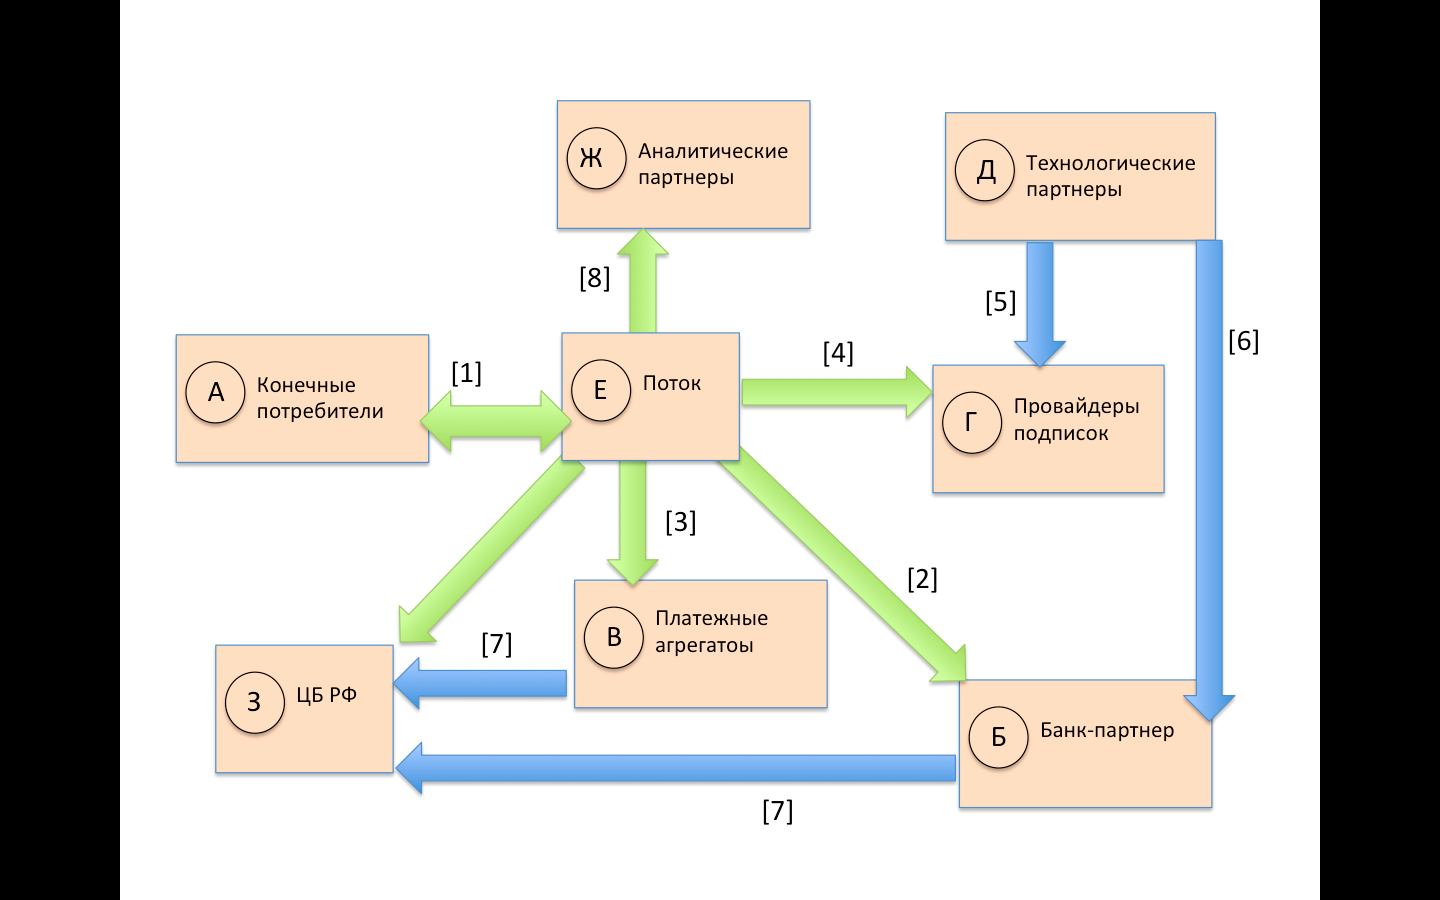 Ж
Аналитические
партнеры
Д
Технологические
партнеры
[8]
[5]
[6]
А
Конечные
потребители
[1]
Е
Поток
[4]
Г
Провайдеры
подписок
[3]
[2]
В
Платежные
агрегатоы
[7]
З
ЦБ РФ
Б
Банк-партнер
[7]